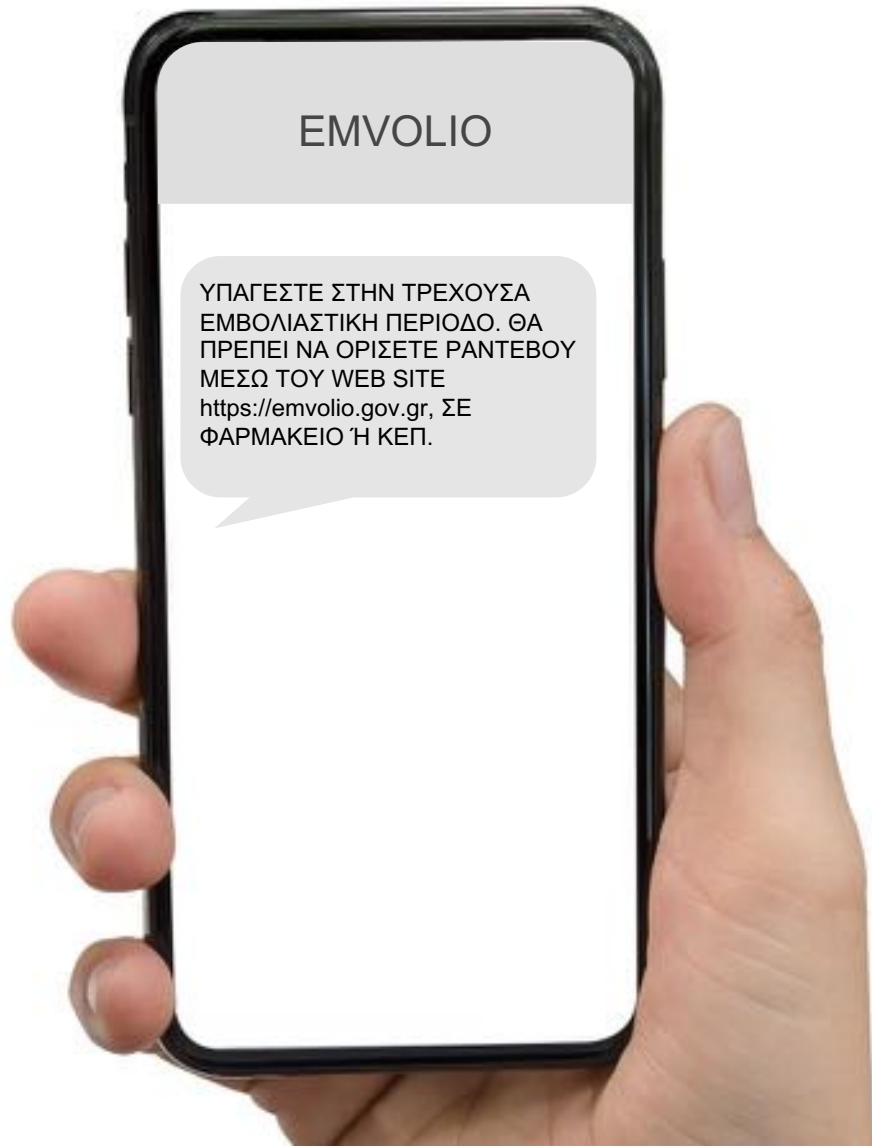 EMVOLIO
ΥΠΑΓΕΣΤΕ ΣΤΗΝ ΤΡΕΧΟΥΣΑ
ΕΜΒΟΛΙΑΣΤΙΚΗ ΠΕΡΙΟΔΟ. ΘΑ
ΠΡΕΠΕΙ ΝΑ ΟΡΙΣΕΤΕ ΡΑΝΤΕΒΟΥ
ΜΕΣΩ ΤΟΥ WEB SITE
https://emvolio.gov.gr, ΣΕ
ΦΑΡΜΑΚΕΙΟ Ή ΚΕΠ.